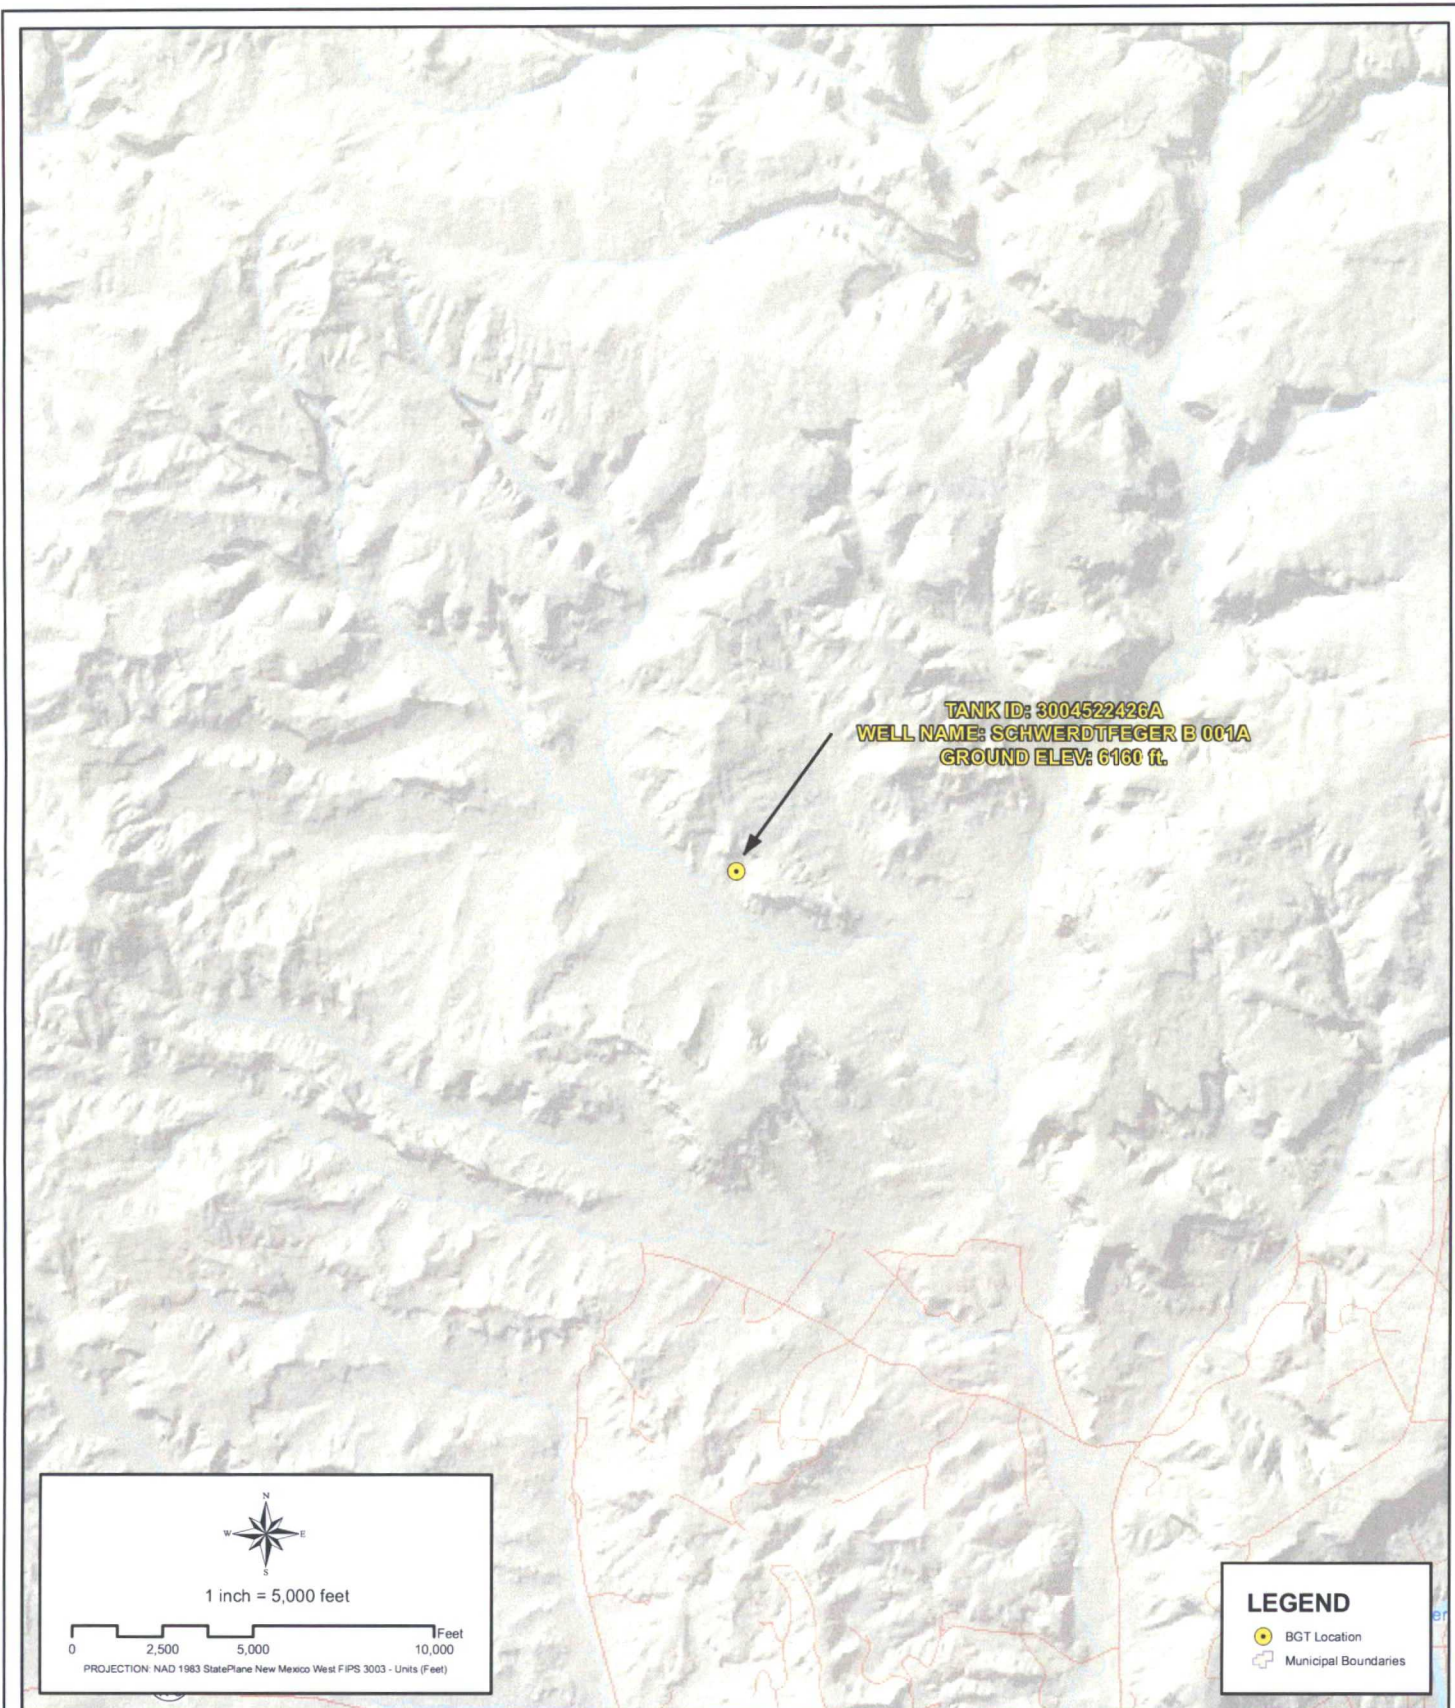 TANK ID: 3004522426A
WELL NAME: SCHWERDTFEGER B 001A
GROUND ELEV: 6160 ft.
N
W E
S
1 inch = 5,000 feet
Feet
0 2,500 5,000 10,000
PROJECTION: NAD 1983 StatePlane New Mexico West FIPS 3003 - Units (Feet)
LEGEND
BGT Location
Municipal Boundaries
er